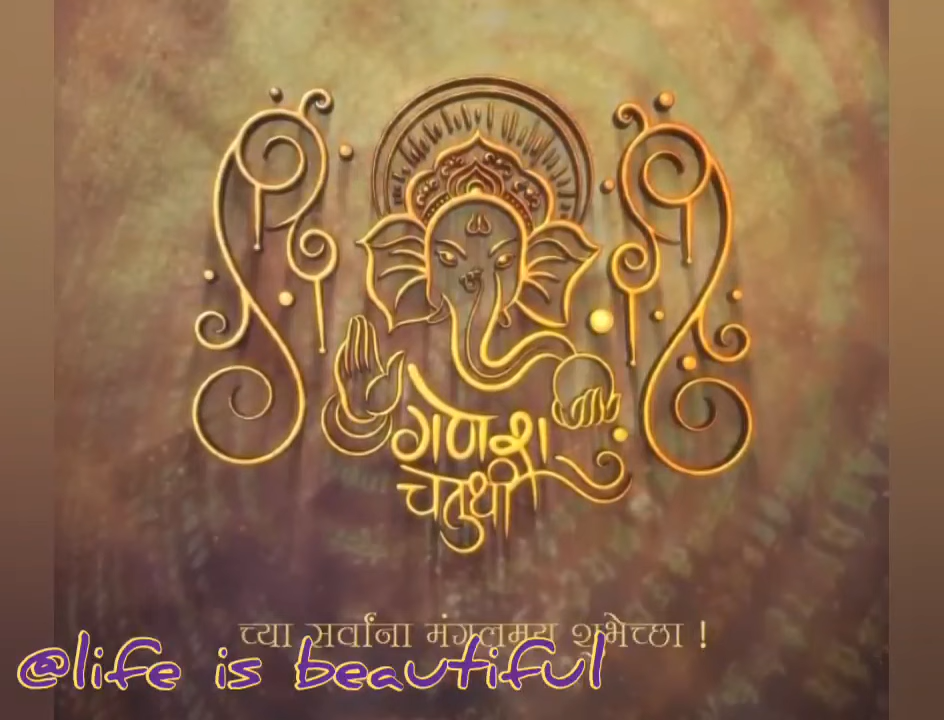 गणेश
चतुर्थी
च्या सर्वांना मंगलमय शुभेच्छा !
@life is beautiful